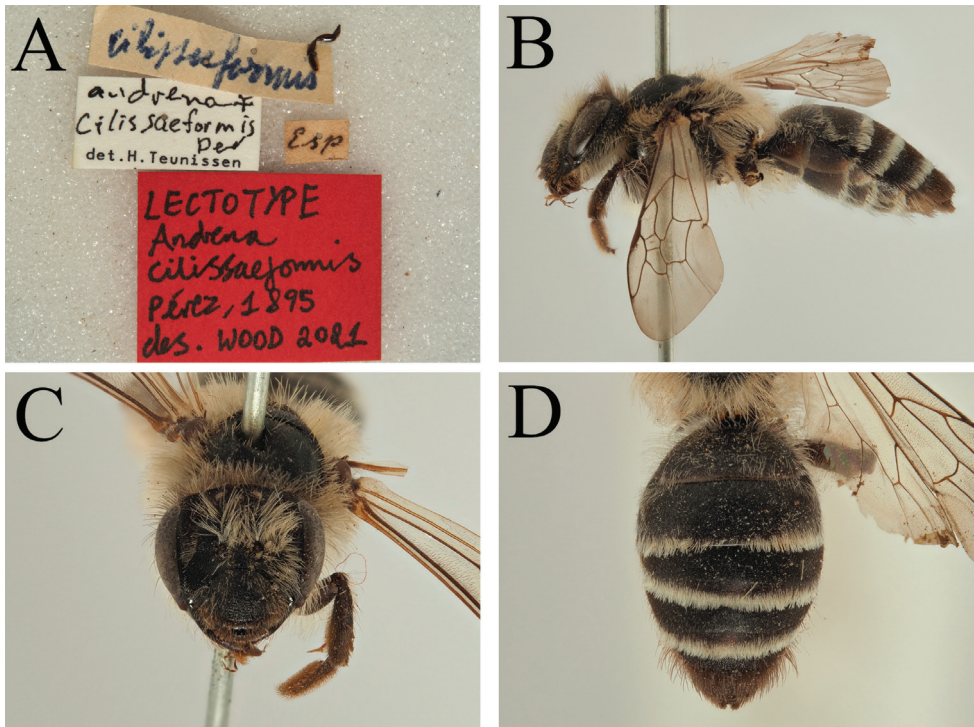 A
cilissaeformis
andrena ♀
Cilissaeformis
Per
det.H.Teunissen
Esp
LECTOTYPE
Andrena
cilissaeformis
Pérez, 1895
des. WOOD 2021
B
C
D